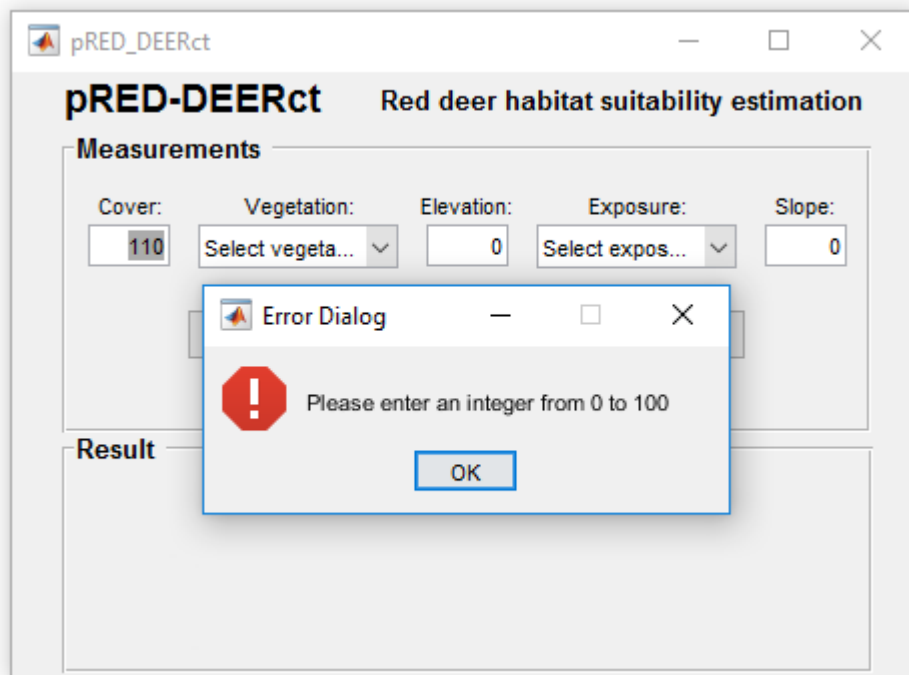 pRED_DEERct
pRED-DEERct Red deer habitat suitability estimation
Measurements
Cover: Vegetation: Elevation: Exposure: Slope:
110 Select vegeta... 0 Select expos... 0
Error Dialog
Please enter an integer from 0 to 100
OK
Result